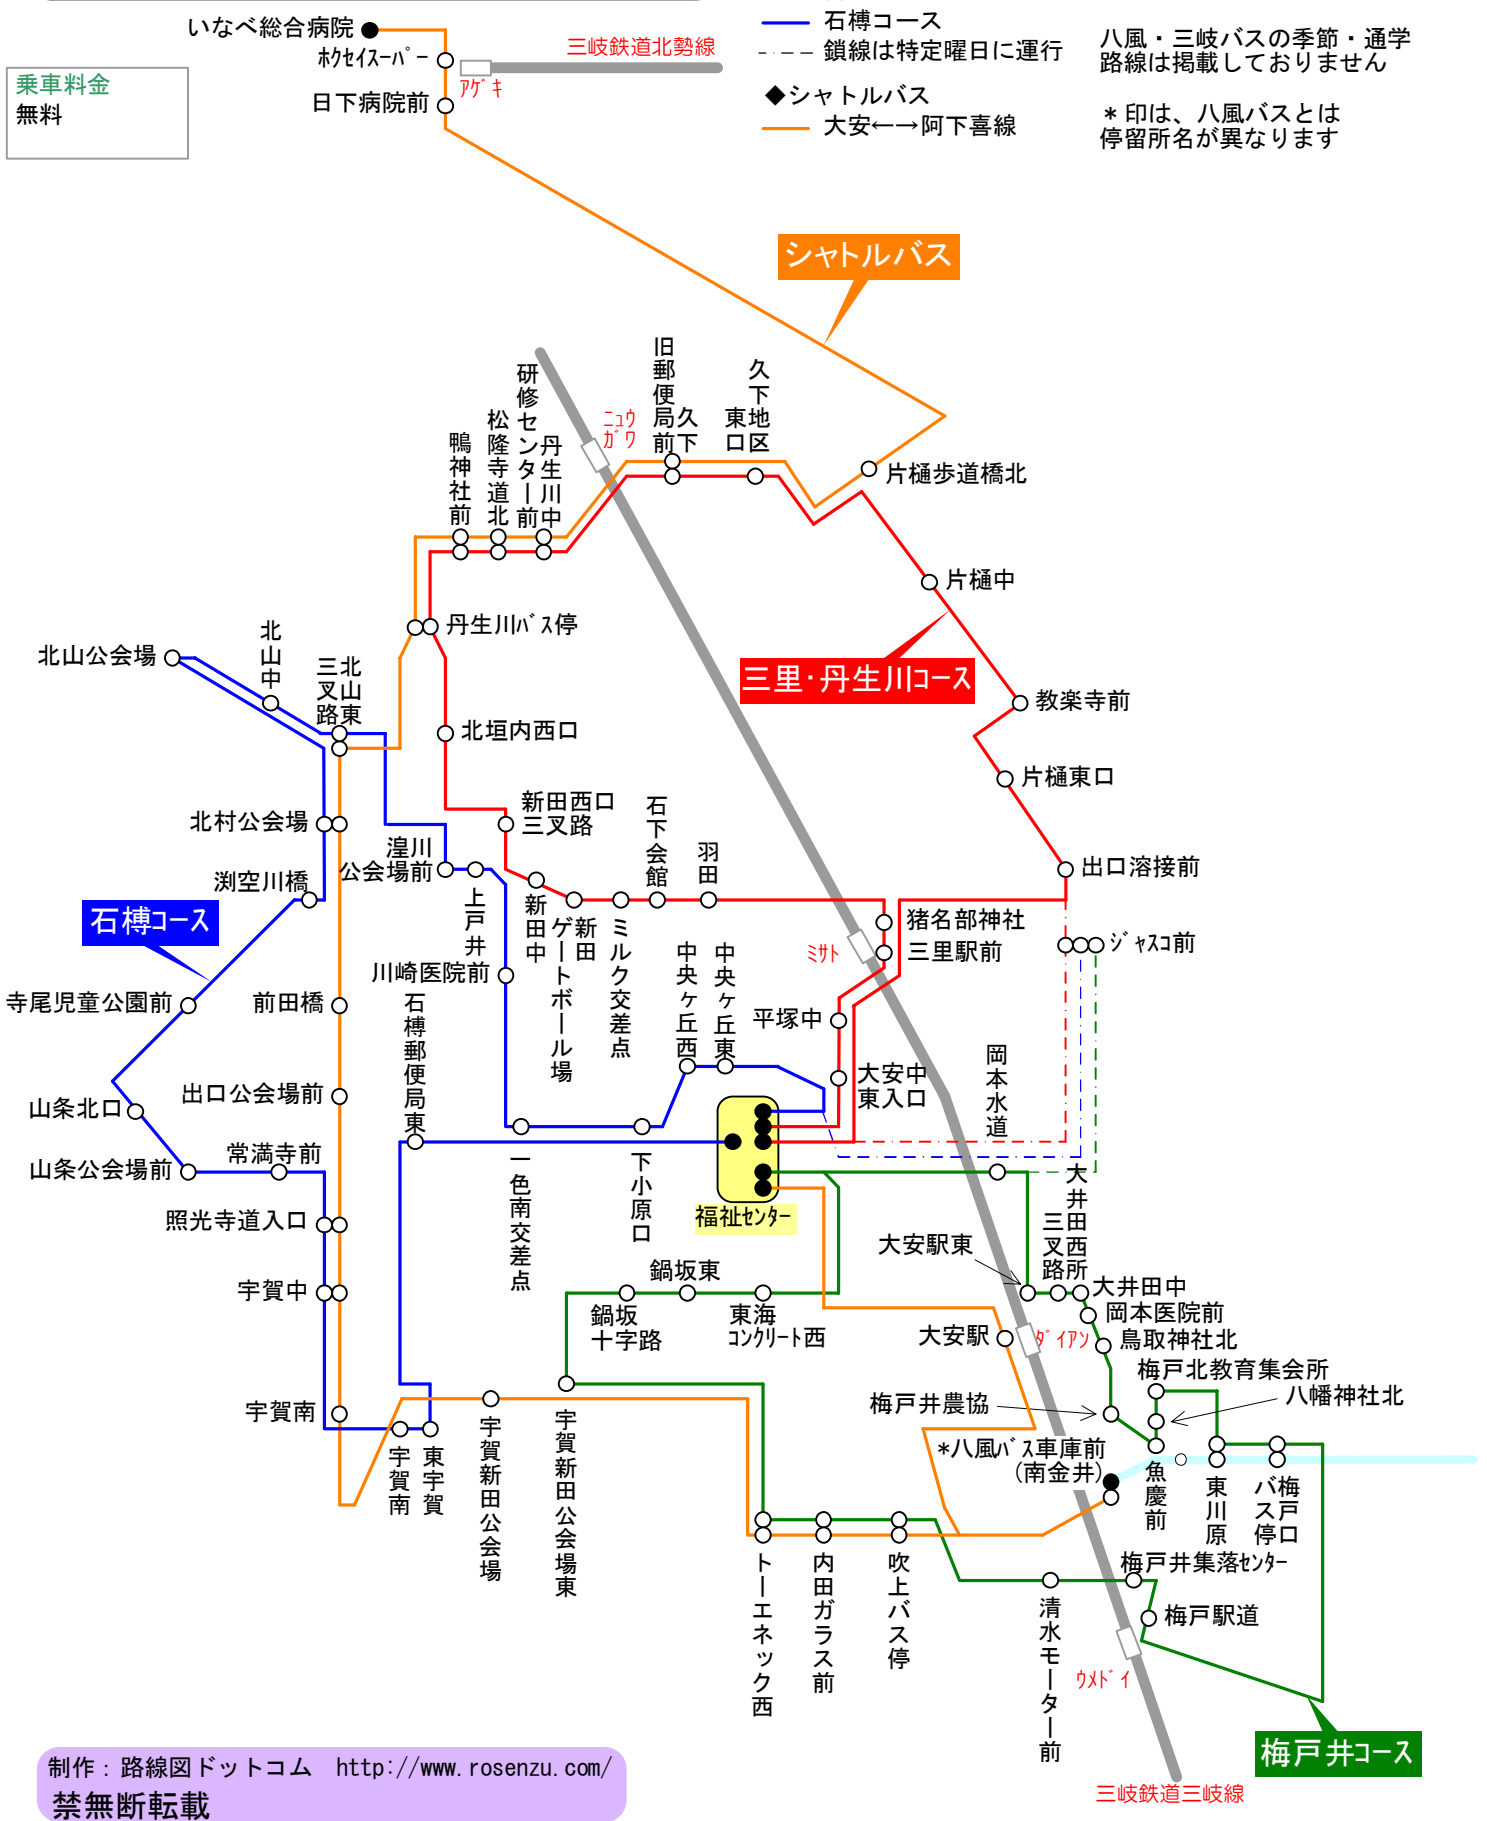 石榑コース
鎖線は特定曜日に運行
◆シャトルバス
大安←→阿下喜線
八風・三岐バスの季節・通学
路線は掲載しておりません
＊印は、八風バスとは
停留所名が異なります
乗車料金
無料
いなべ総合病院
ﾎｸｾｲｽｰﾊﾟｰ
日下病院前
三岐鉄道北勢線
ｱｹﾞｷ
シャトルバス
旧郵便局前
久下
久下地区
東口
研修センター前
松隆寺道北
丹生川中
鴨神社前
ﾆｭｳ
ｶﾞﾜ
片樋歩道橋北
片樋中
三里･丹生川ｺｰｽ
教楽寺前
片樋東口
出口溶接前
丹生川ﾊﾞｽ停
北山公会場
北山中
北山東
三叉路
北垣内西口
新田西口
三叉路
北村公会場
湟川
公会場前
渕空川橋
石榑ｺｰｽ
上戸井
新田中
新田
ゲートボール場
ミルク交差点
石下会館
羽田
猪名部神社
三里駅前
ﾐｻﾄ
ｼﾞｬｽｺ前
川崎医院前
寺尾児童公園前
前田橋
石榑郵便局東
中央ヶ丘西
中央ヶ丘東
平塚中
大安中
東入口
岡本水道
出口公会場前
山条北口
山条公会場前
常満寺前
一色南交差点
下小原口
福祉ｾﾝﾀｰ
照光寺道入口
宇賀中
大井田西所
三叉路
大安駅東
鍋坂東
鍋坂
十字路
東海
ｺﾝｸﾘｰﾄ西
大井田中
岡本医院前
鳥取神社北
大安駅
ﾀﾞｲｱﾝ
梅戸北教育集会所
八幡神社北
梅戸井農協
宇賀南
＊八風ﾊﾞｽ車庫前
(南金井)
宇賀南
東宇賀
宇賀新田公会場
宇賀新田公会場東
魚慶前
東川原
梅戸口
バス停
トーエネック西
内田ガラス前
吹上バス停
梅戸井集落ｾﾝﾀｰ
清水モーター前
梅戸駅道
ｳﾒﾄﾞｲ
梅戸井ｺｰｽ
三岐鉄道三岐線
制作：路線図ドットコム　http://www.rosenzu.com/
禁無断転載